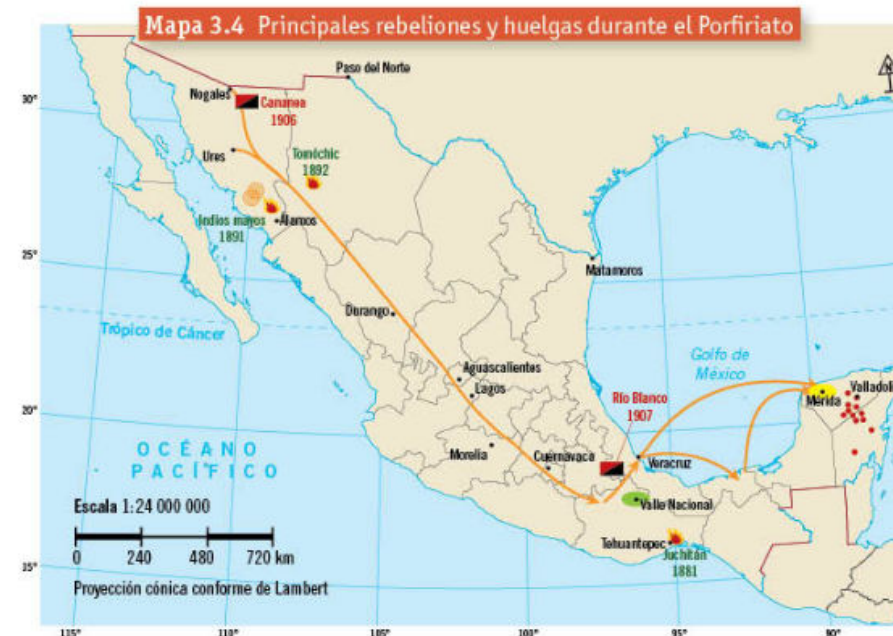 Mapa 3.4 Principales rebeliones y huelgas durante el Porfiriato
Paso del Norte
N
30°
Nogales
Cananea
1906
Ures
Tomóchic
1892
Indios mayos
1891
Álamos
25°
Matamoros
Durango
Trópico de Cáncer
Golfo de
México
Aguascalientes
Lagos
Río Blanco
1907
Mérida
20°
OCÉANO
PACÍFICO
Morelia
Cuernavaca
Veracruz
Escala 1:24 000 000
Valle Nacional
0 240 480 720 km
Tehuantepec
Juchitán
1881
15°
Proyección cónica conforme de Lambert
115° 110° 105° 100° 95° 90°